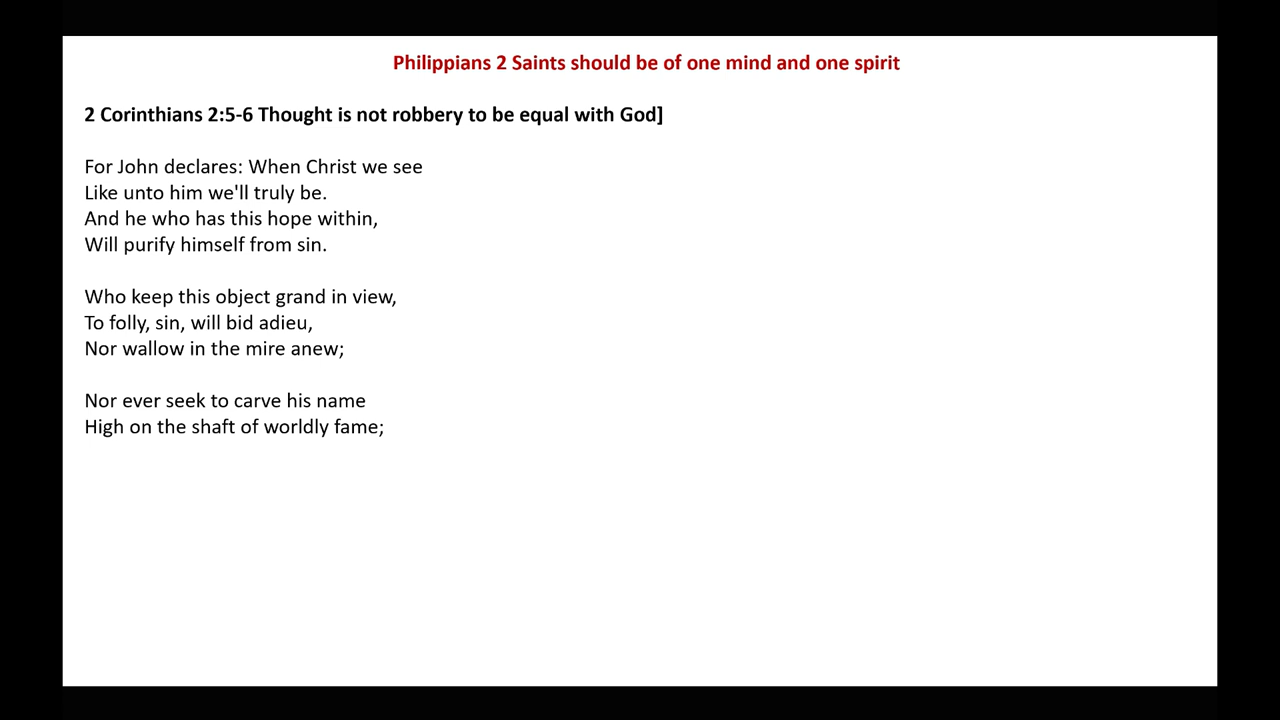 Philippians 2 Saints should be of one mind and one spirit
2 Corinthians 2:5-6 Thought is not robbery to be equal with God]
For John declares: When Christ we see
Like unto him we'll truly be.
And he who has this hope within,
Will purify himself from sin.
Who keep this object grand in view,
To folly, sin, will bid adieu,
Nor wallow in the mire anew;
Nor ever seek to carve his name
High on the shaft of worldly fame;